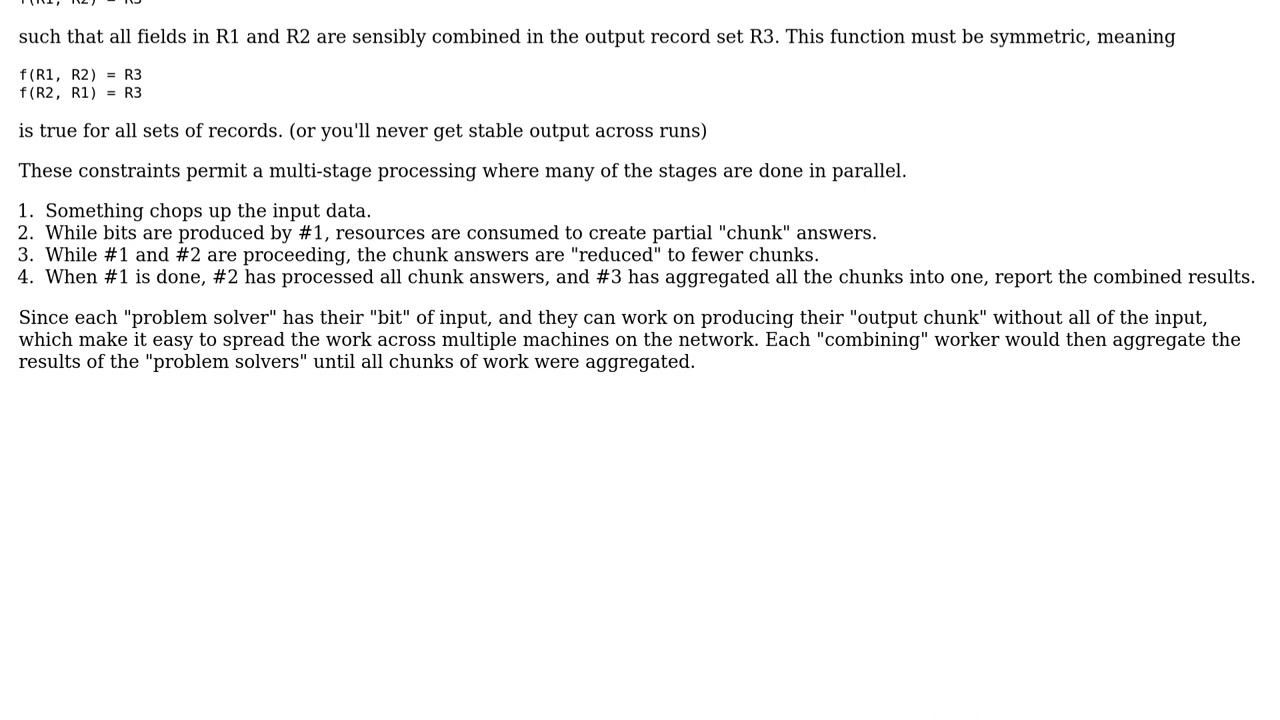 f(R1, R2) = R3
such that all fields in R1 and R2 are sensibly combined in the output record set R3. This function must be symmetric, meaning
f(R1, R2) = R3
f(R2, R1) = R3
is true for all sets of records. (or you'll never get stable output across runs)
These constraints permit a multi-stage processing where many of the stages are done in parallel.
1. Something chops up the input data.
2. While bits are produced by #1, resources are consumed to create partial "chunk" answers.
3. While #1 and #2 are proceeding, the chunk answers are "reduced" to fewer chunks.
4. When #1 is done, #2 has processed all chunk answers, and #3 has aggregated all the chunks into one, report the combined results.
Since each "problem solver" has their "bit" of input, and they can work on producing their "output chunk" without all of the input,
which make it easy to spread the work across multiple machines on the network. Each "combining" worker would then aggregate the
results of the "problem solvers" until all chunks of work were aggregated.